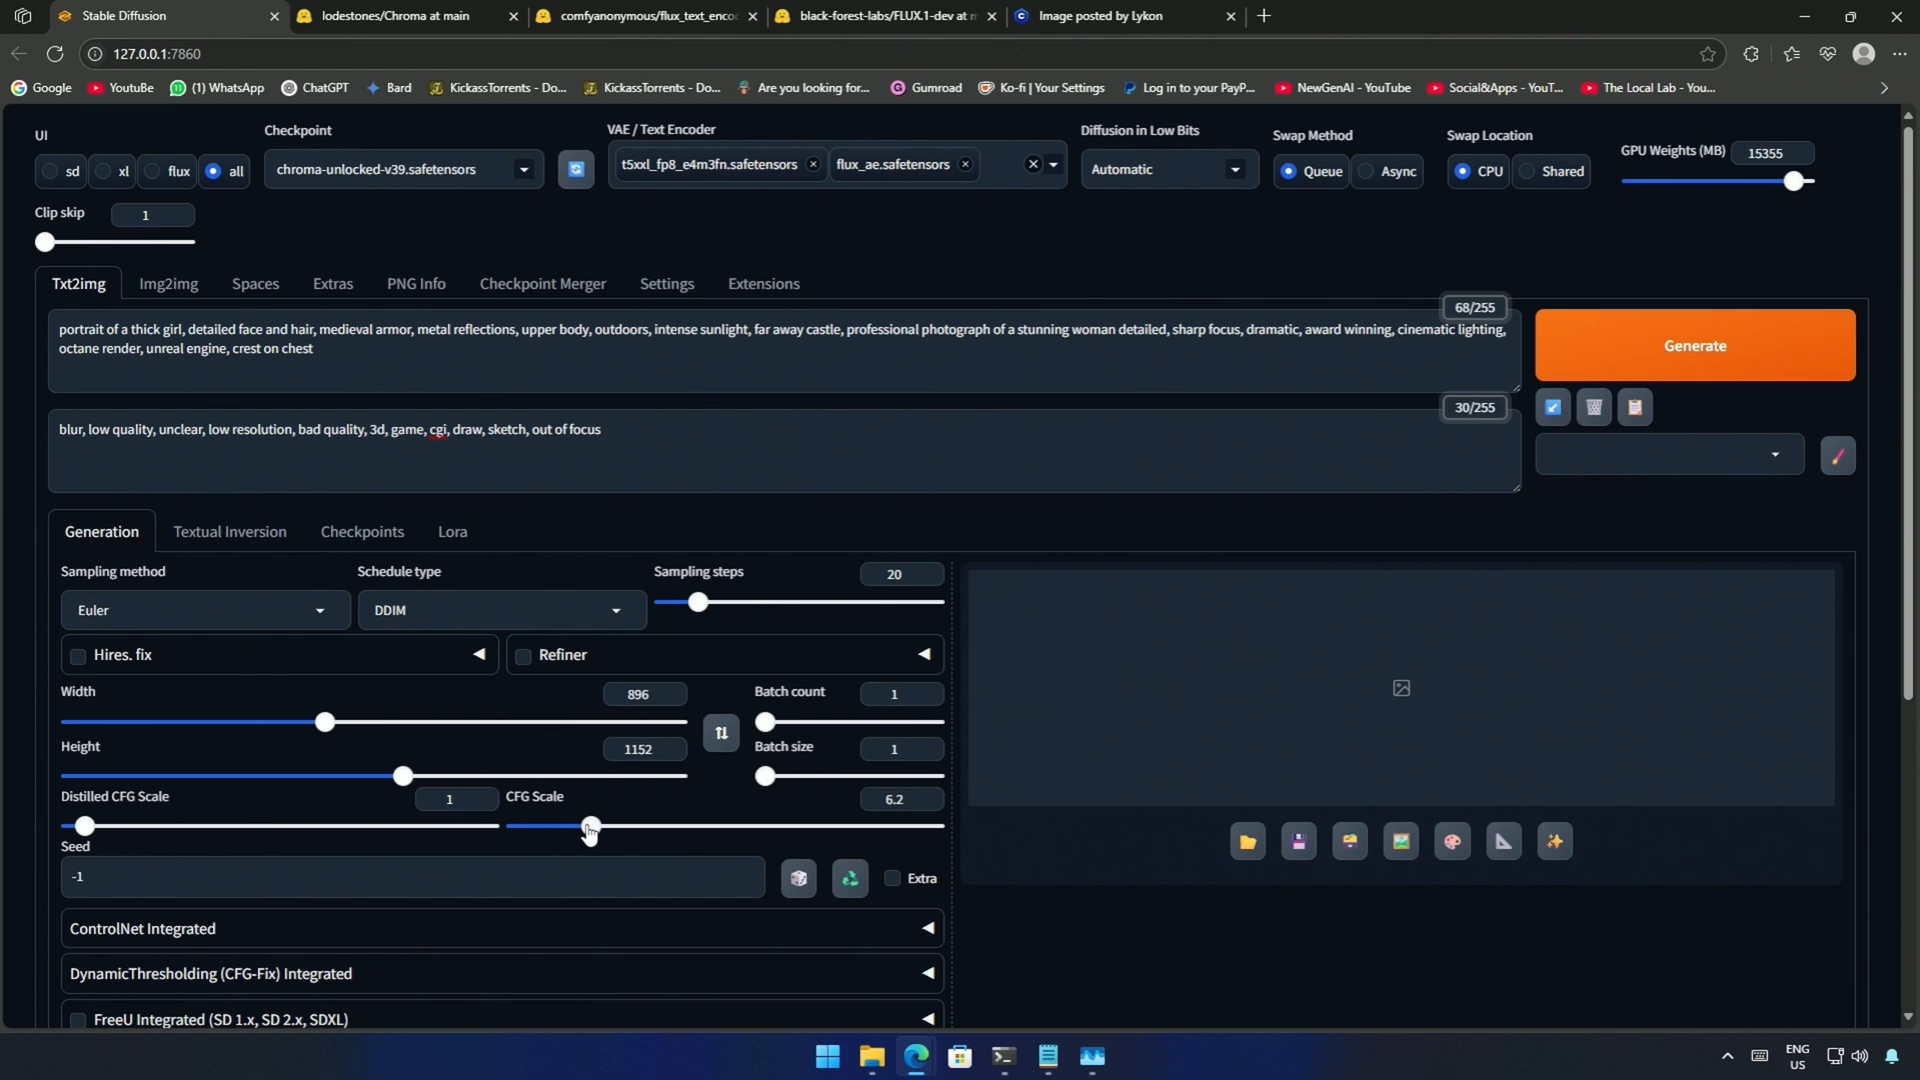 Stable Diffusion
lodestones/Chroma at main
comfyanonymous/flux_text_enco
black-forest-labs/FLUX.1-dev at
Image posted by Lykon
127.0.0.1:7860
Google
YouTube
(1) WhatsApp
ChatGPT
Bard
KickassTorrents - Do...
KickassTorrents - Do...
Are you looking for...
Gumroad
Ko-fi | Your Settings
Log in to your PayP...
NewGenAI - YouTube
Social&Apps - YouT...
The Local Lab - You...
UI
Checkpoint
VAE / Text Encoder
Diffusion in Low Bits
Swap Method
Swap Location
GPU Weights (MB)
15355
sd
xl
flux
all
chroma-unlocked-v39.safetensors
t5xxl_fp8_e4m3fn.safetensors
flux_ae.safetensors
Automatic
Queue
Async
CPU
Shared
Clip skip
1
Txt2img
Img2img
Spaces
Extras
PNG Info
Checkpoint Merger
Settings
Extensions
68/255
portrait of a thick girl, detailed face and hair, medieval armor, metal reflections, upper body, outdoors, intense sunlight, far away castle, professional photograph of a stunning woman detailed, sharp focus, dramatic, award winning, cinematic lighting,
octane render, unreal engine, crest on chest
Generate
30/255
blur, low quality, unclear, low resolution, bad quality, 3d, game, cgi, draw, sketch, out of focus
Generation
Textual Inversion
Checkpoints
Lora
Sampling method
Schedule type
Sampling steps
20
Euler
DDIM
Hires. fix
Refiner
Width
896
Batch count
1
Height
1152
Batch size
1
Distilled CFG Scale
1
CFG Scale
6.2
Seed
-1
Extra
ControlNet Integrated
DynamicThresholding (CFG-Fix) Integrated
FreeU Integrated (SD 1.x, SD 2.x, SDXL)
ENG
US